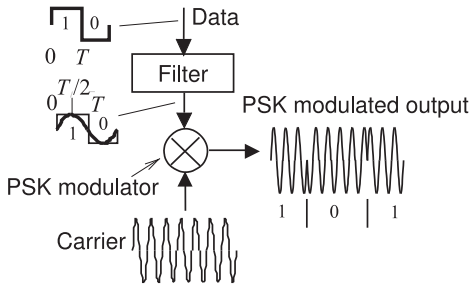 Data
1 0
0 T
Filter
T/2
0 T
1 0
PSK modulated output
PSK modulator
1 0 1
Carrier